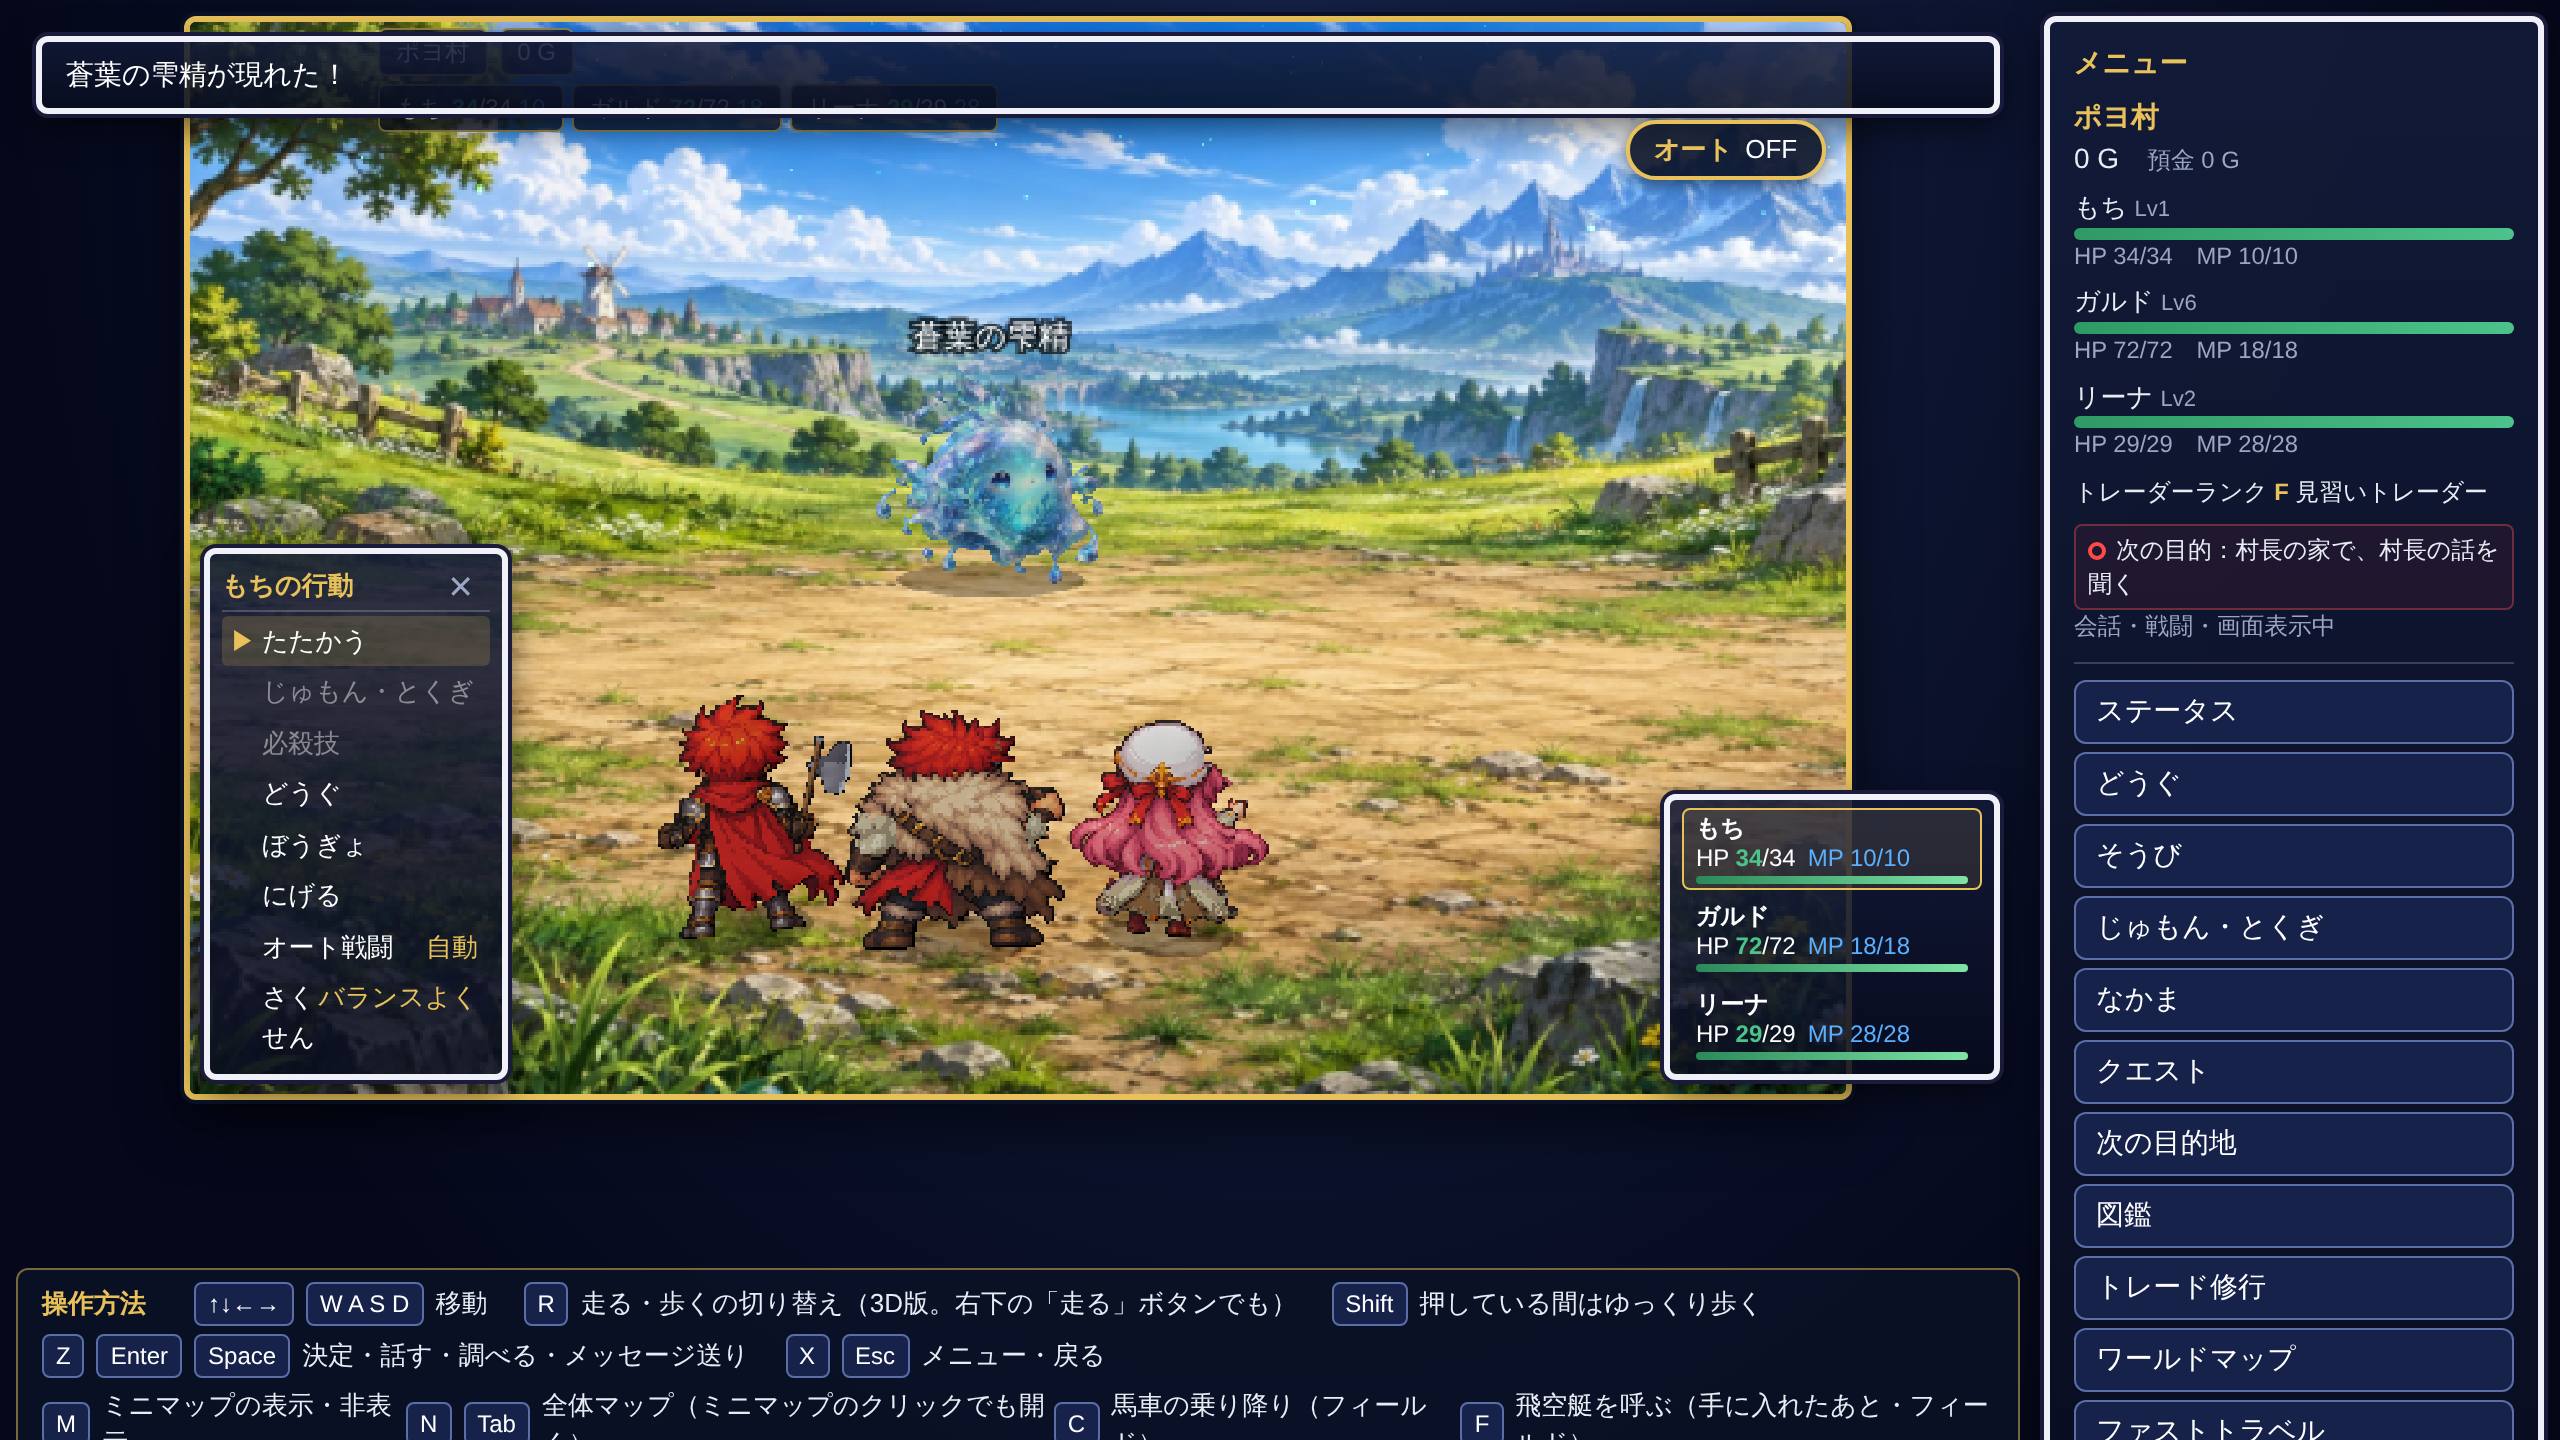 蒼葉の雫精が現れた！
ポヨ村 0 G
オート OFF
蒼葉の雫精
もちの行動 ✕
▶ たたかう
じゅもん・とくぎ
必殺技
どうぐ
ぼうぎょ
にげる
オート戦闘 自動
さく バランスよく
せん
もち
HP 34/34 MP 10/10
ガルド
HP 72/72 MP 18/18
リーナ
HP 29/29 MP 28/28
操作方法 ↑↓←→ W A S D 移動 R 走る・歩くの切り替え（3D版。右下の「走る」ボタンでも） Shift 押している間はゆっくり歩く
Z Enter Space 決定・話す・調べる・メッセージ送り X Esc メニュー・戻る
M ミニマップの表示・非表 N Tab 全体マップ（ミニマップのクリックでも開 C 馬車の乗り降り（フィール F 飛空艇を呼ぶ（手に入れたあと・フィー
メニュー
ポヨ村
0 G 預金 0 G
もち Lv1
HP 34/34 MP 10/10
ガルド Lv6
HP 72/72 MP 18/18
リーナ Lv2
HP 29/29 MP 28/28
トレーダーランク F 見習いトレーダー
次の目的：村長の家で、村長の話を
聞く
会話・戦闘・画面表示中
ステータス
どうぐ
そうび
じゅもん・とくぎ
なかま
クエスト
次の目的地
図鑑
トレード修行
ワールドマップ
ファストトラベル